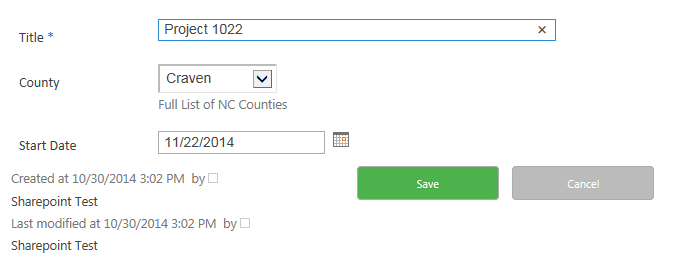 Title * Project 1022
County Craven
Full List of NC Counties
Start Date 11/22/2014
Created at 10/30/2014 3:02 PM by
Sharepoint Test
Save Cancel
Last modified at 10/30/2014 3:02 PM by
Sharepoint Test